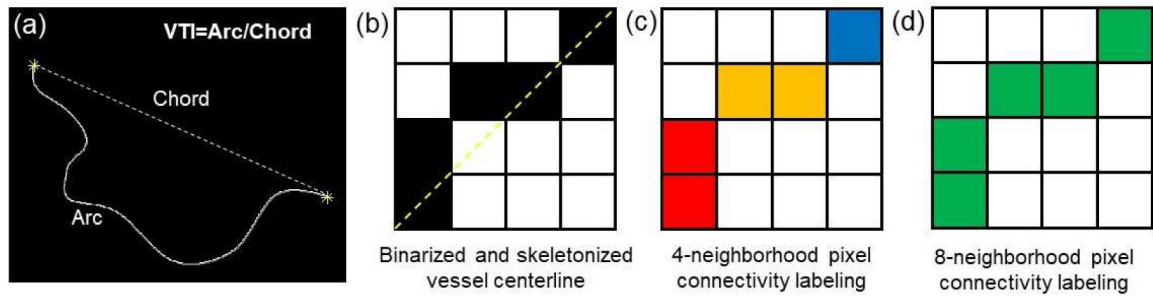 (a)
VTI=Arc/Chord
Chord
Arc
(b)
Binarized and skeletonized
vessel centerline
(c)
4-neighborhood pixel
connectivity labeling
(d)
8-neighborhood pixel
connectivity labeling